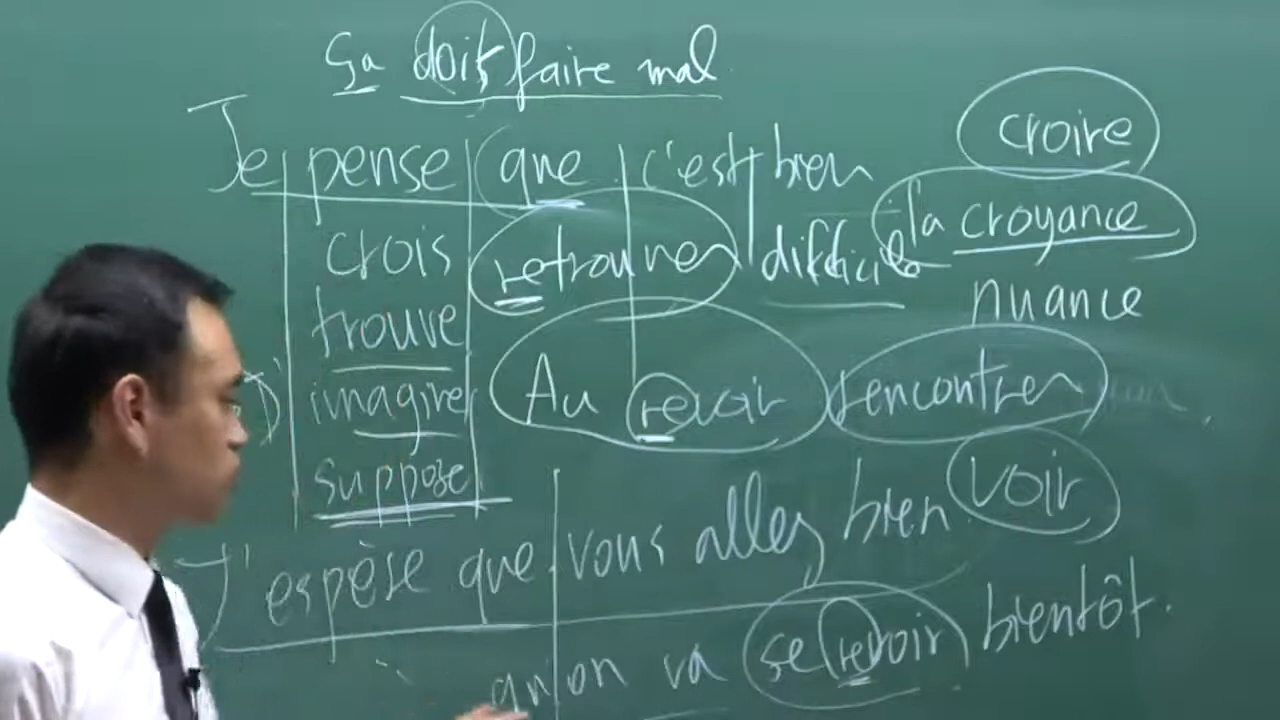 Ça doit faire mal
croire
Je pense que c'est bien
la croyance
crois retrouver difficile
nuance
trouve
J' imagine Au revoir rencontrer
suppose voir
J'espère que vous allez bien
qu'on va se revoir bientôt.